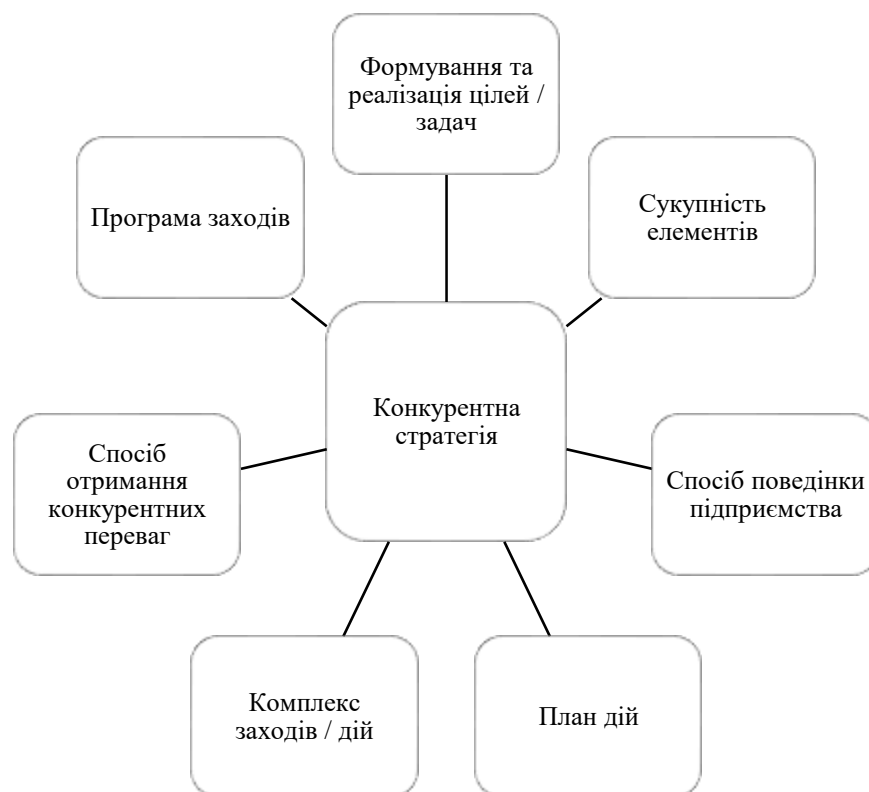 Формування та
реалізація цілей /
задач
Програма заходів
Сукупність
елементів
Конкурентна
стратегія
Спосіб
отримання
конкурентних
переваг
Спосіб поведінки
підприємства
Комплекс
заходів / дій
План дій